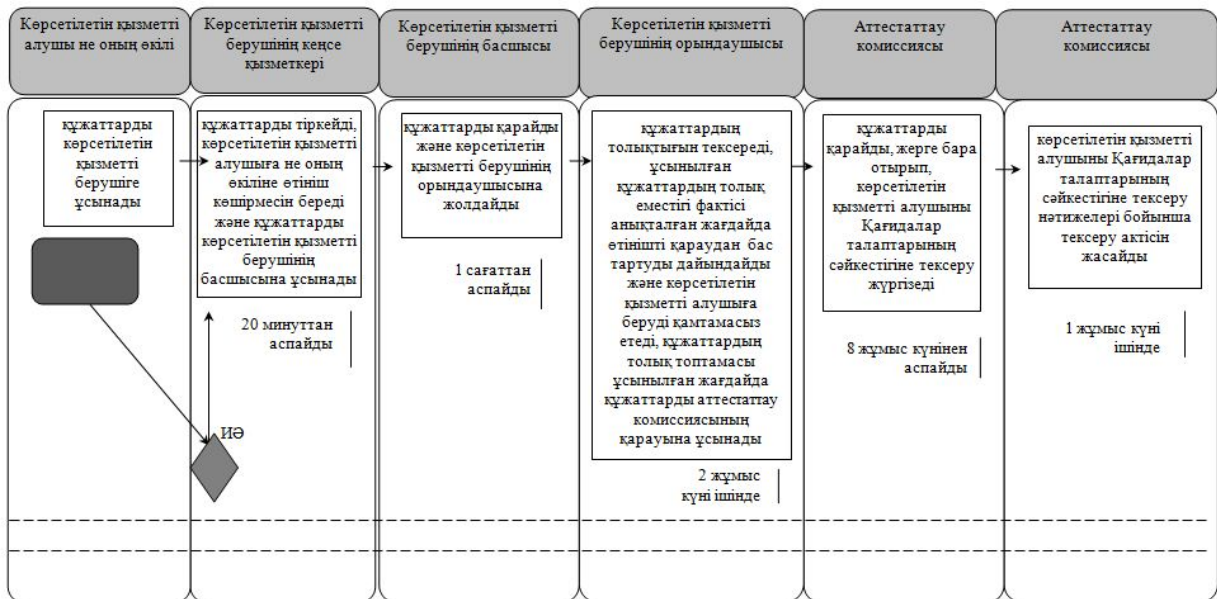 Көрсетілетін қызметті
алушы не оның өкілі
Көрсетілетін қызметті
берушінің кеңсе
қызметкері
Көрсетілетін қызметті
берушінің басшысы
Көрсетілетін қызметті
берушінің орындаушысы
Аттестаттау
комиссиясы
Аттестаттау
комиссиясы
құжаттарды
көрсетілетін
қызметті
берушіге
ұсынады
құжаттарды тіркейді,
көрсетілетін қызметті
алушыға не оның
өкіліне өтініш
көшірмесін береді
және құжаттарды
көрсетілетін қызметті
берушінің
басшысына ұсынады
20 минуттан
аспайды
ИӘ
құжаттарды қарайды
және көрсетілетін
қызметті берушінің
орындаушысына
жолдайды
1 сағаттан
аспайды
құжаттардың
толықтығын тексереді,
ұсынылған
құжаттардың толық
еместігі фактісі
анықталған жағдайда
өтінішті қараудан бас
тартуды дайындайды
және көрсетілетін
қызметті алушыға
беруді қамтамасыз
етеді, құжаттардың
толық топтамасы
ұсынылған жағдайда
құжаттарды аттестаттау
комиссиясының
қарауына ұсынады
2 жұмыс
күні ішінде
құжаттарды
қарайды, жерге бара
отырып,
көрсетілетін
қызметті алушыны
Қағидалар
талаптарының
сәйкестігіне тексеру
жүргізеді
8 жұмыс күнінен
аспайды
көрсетілетін қызметті
алушыны Қағидалар
талаптарының
сәйкестігіне тексеру
нәтижелері бойынша
тексеру актісін
жасайды
1 жұмыс күні
ішінде